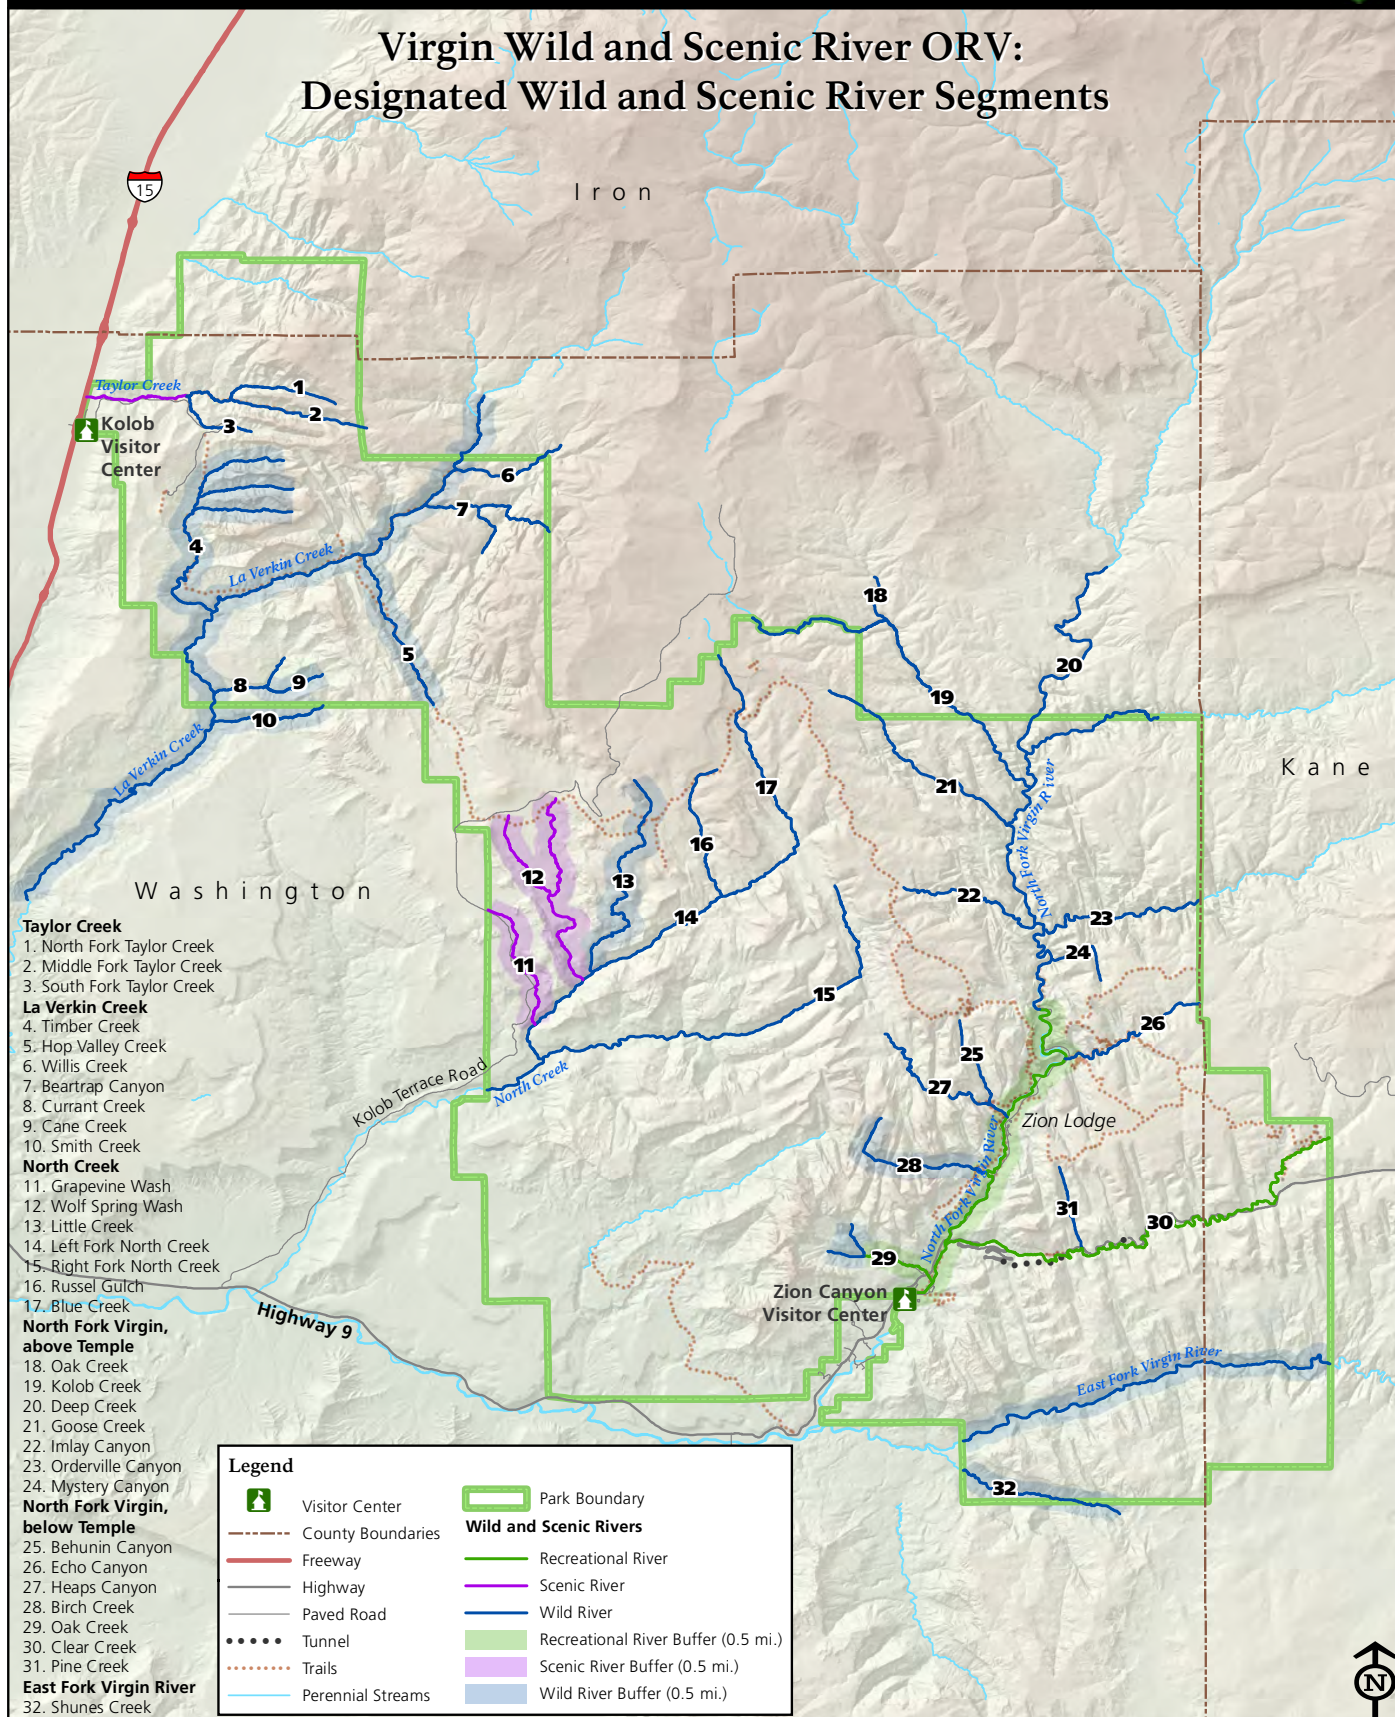 Virgin Wild and Scenic River ORV:
Designated Wild and Scenic River Segments
Iron
15
Taylor Creek
1
2
3
Kolob
Visitor
Center
6
7
4
La Verkin Creek
5
8
9
10
La Verkin Creek
18
20
19
Kane
17
21
North Fork Virgin River
16
12
13
22
14
23
24
11
15
26
25
27
Kolob Terrace Road
North Creek
Zion Lodge
28
North Fork Virgin River
31
30
29
Zion Canyon
Visitor Center
Highway 9
East Fork Virgin River
32
Washington
Taylor Creek
1. North Fork Taylor Creek
2. Middle Fork Taylor Creek
3. South Fork Taylor Creek
La Verkin Creek
4. Timber Creek
5. Hop Valley Creek
6. Willis Creek
7. Beartrap Canyon
8. Currant Creek
9. Cane Creek
10. Smith Creek
North Creek
11. Grapevine Wash
12. Wolf Spring Wash
13. Little Creek
14. Left Fork North Creek
15. Right Fork North Creek
16. Russel Gulch
17. Blue Creek
North Fork Virgin,
above Temple
18. Oak Creek
19. Kolob Creek
20. Deep Creek
21. Goose Creek
22. Imlay Canyon
23. Orderville Canyon
24. Mystery Canyon
North Fork Virgin,
below Temple
25. Behunin Canyon
26. Echo Canyon
27. Heaps Canyon
28. Birch Creek
29. Oak Creek
30. Clear Creek
31. Pine Creek
East Fork Virgin River
32. Shunes Creek
Legend
Visitor Center
County Boundaries
Freeway
Highway
Paved Road
Tunnel
Trails
Perennial Streams
Park Boundary
Wild and Scenic Rivers
Recreational River
Scenic River
Wild River
Recreational River Buffer (0.5 mi.)
Scenic River Buffer (0.5 mi.)
Wild River Buffer (0.5 mi.)
N